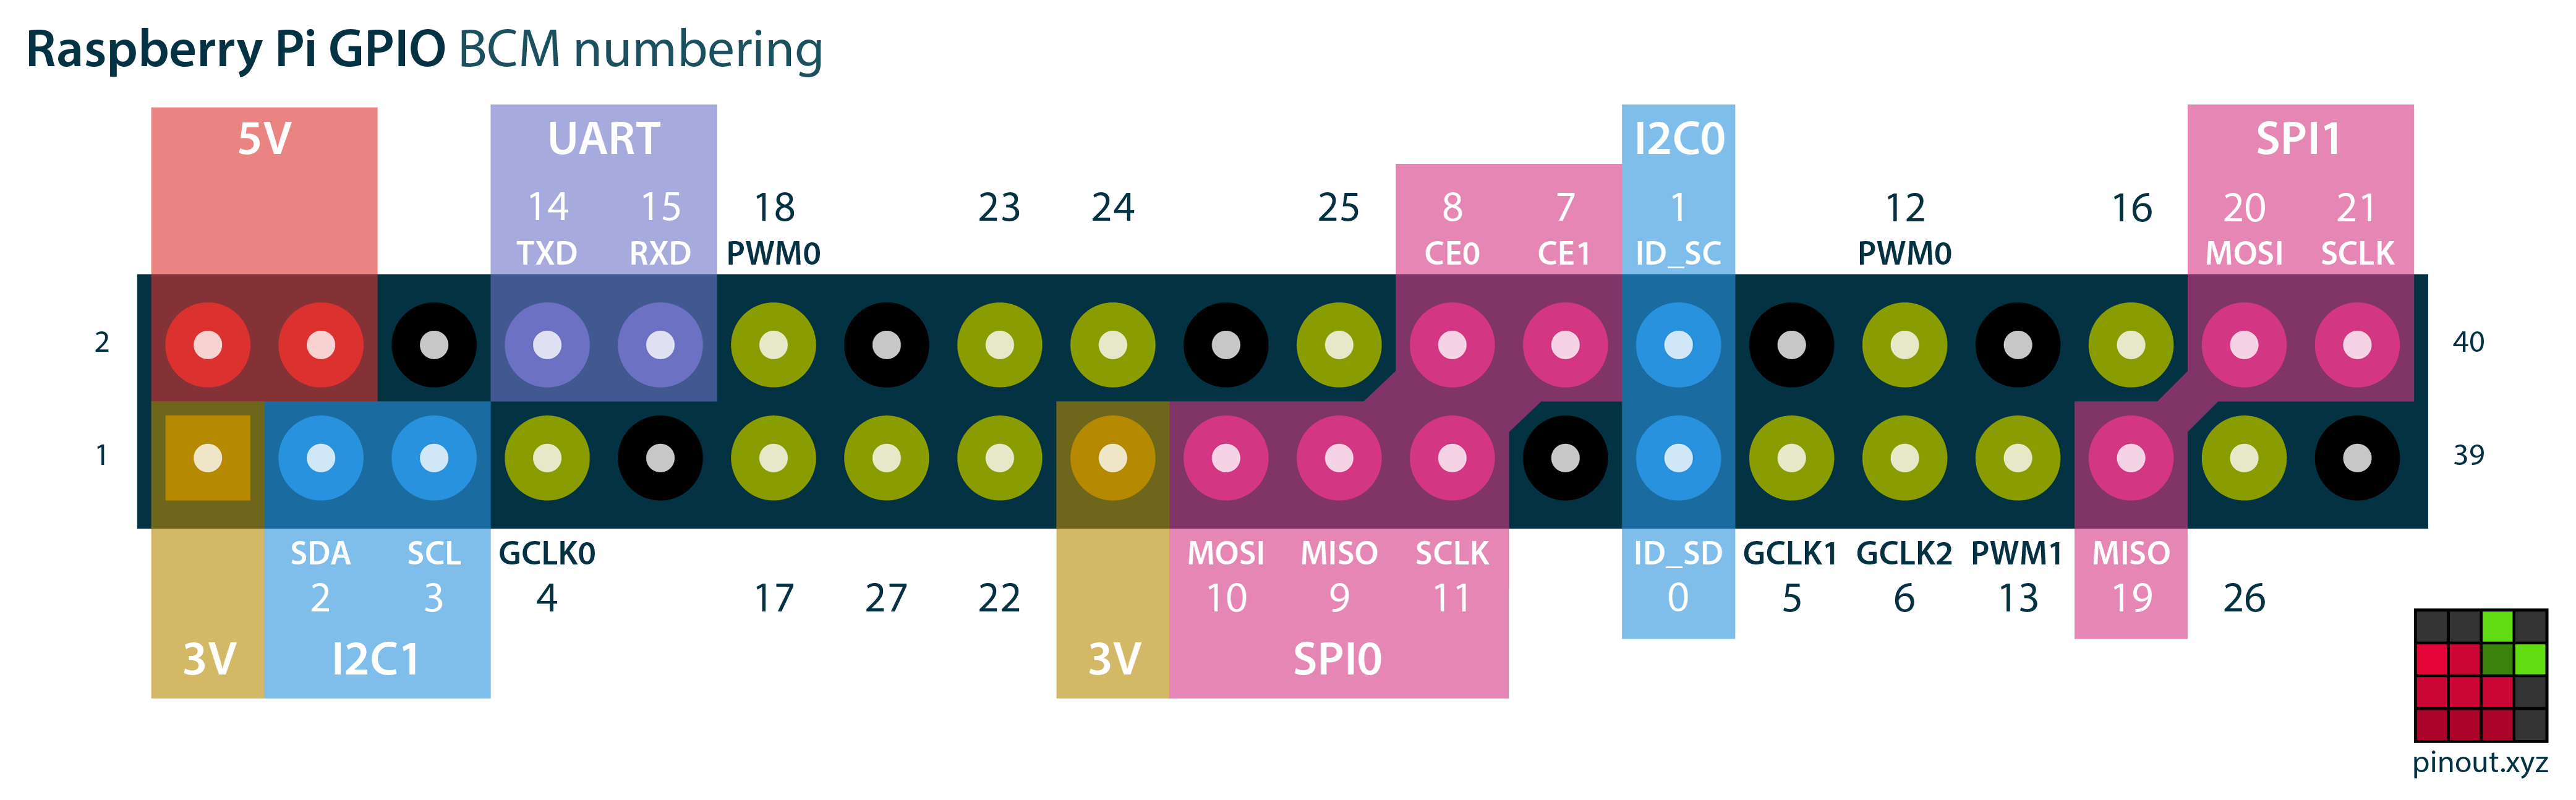 Raspberry Pi GPIO BCM numbering
5V UART I2C0 SPI1
14 15 18 23 24 25 8 7 1 12 16 20 21
TXD RXD PWM0 CE0 CE1 ID_SC PWM0 MOSI SCLK
2 40
1 39
SDA SCL GCLK0 MOSI MISO SCLK ID_SD GCLK1 GCLK2 PWM1 MISO
2 3 4 17 27 22 10 9 11 0 5 6 13 19 26
3V I2C1 3V SPI0
pinout.xyz